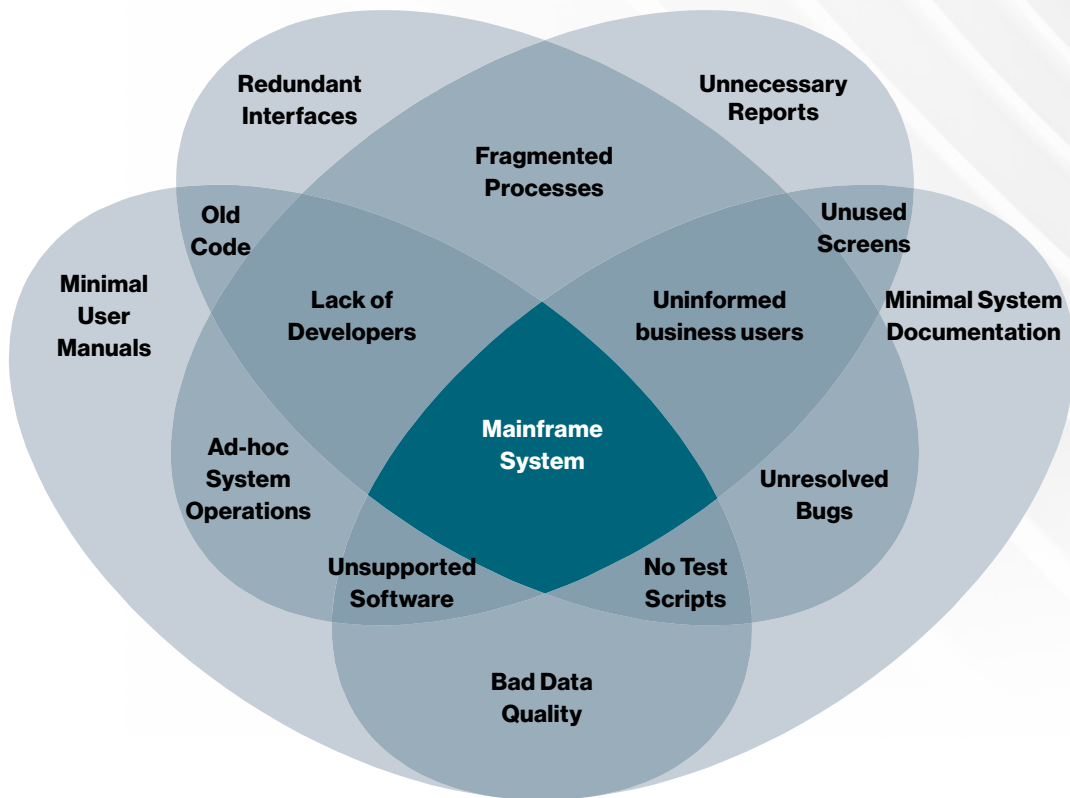 Redundant
Interfaces
Unnecessary
Reports
Fragmented
Processes
Old
Code
Unused
Screens
Minimal
User
Manuals
Lack of
Developers
Uninformed
business users
Minimal System
Documentation
Mainframe
System
Ad-hoc
System
Operations
Unresolved
Bugs
Unsupported
Software
No Test
Scripts
Bad Data
Quality